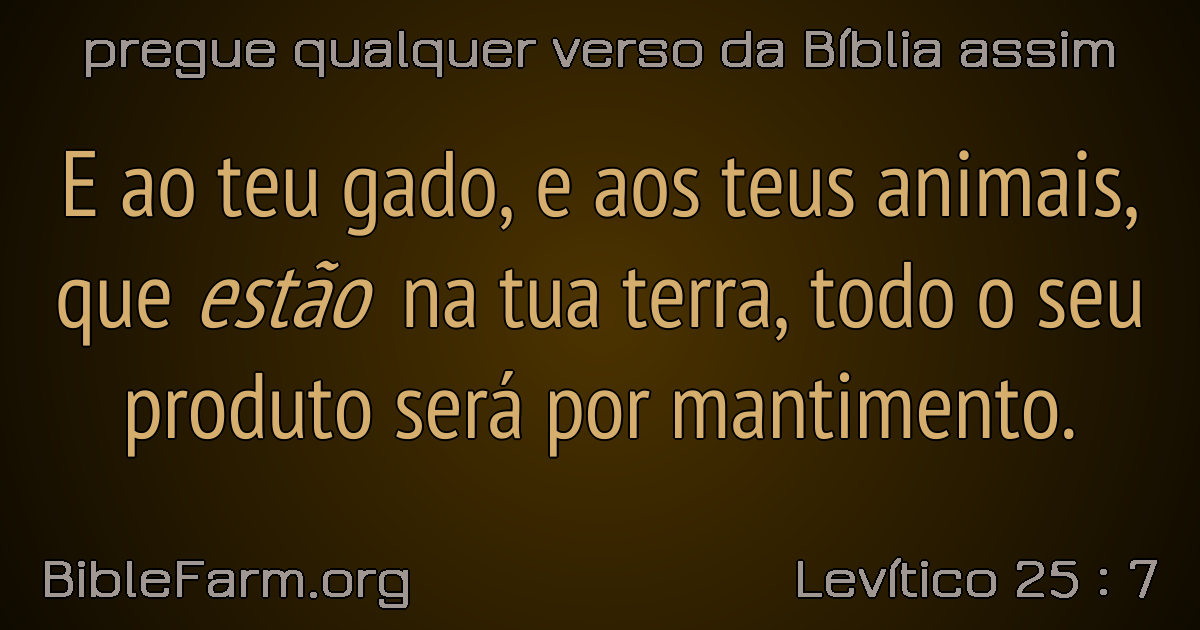 pregue qualquer verso da Bíblia assim
E ao teu gado, e aos teus animais,
que estão na tua terra, todo o seu
produto será por mantimento.
BibleFarm.org
Levítico 25 : 7